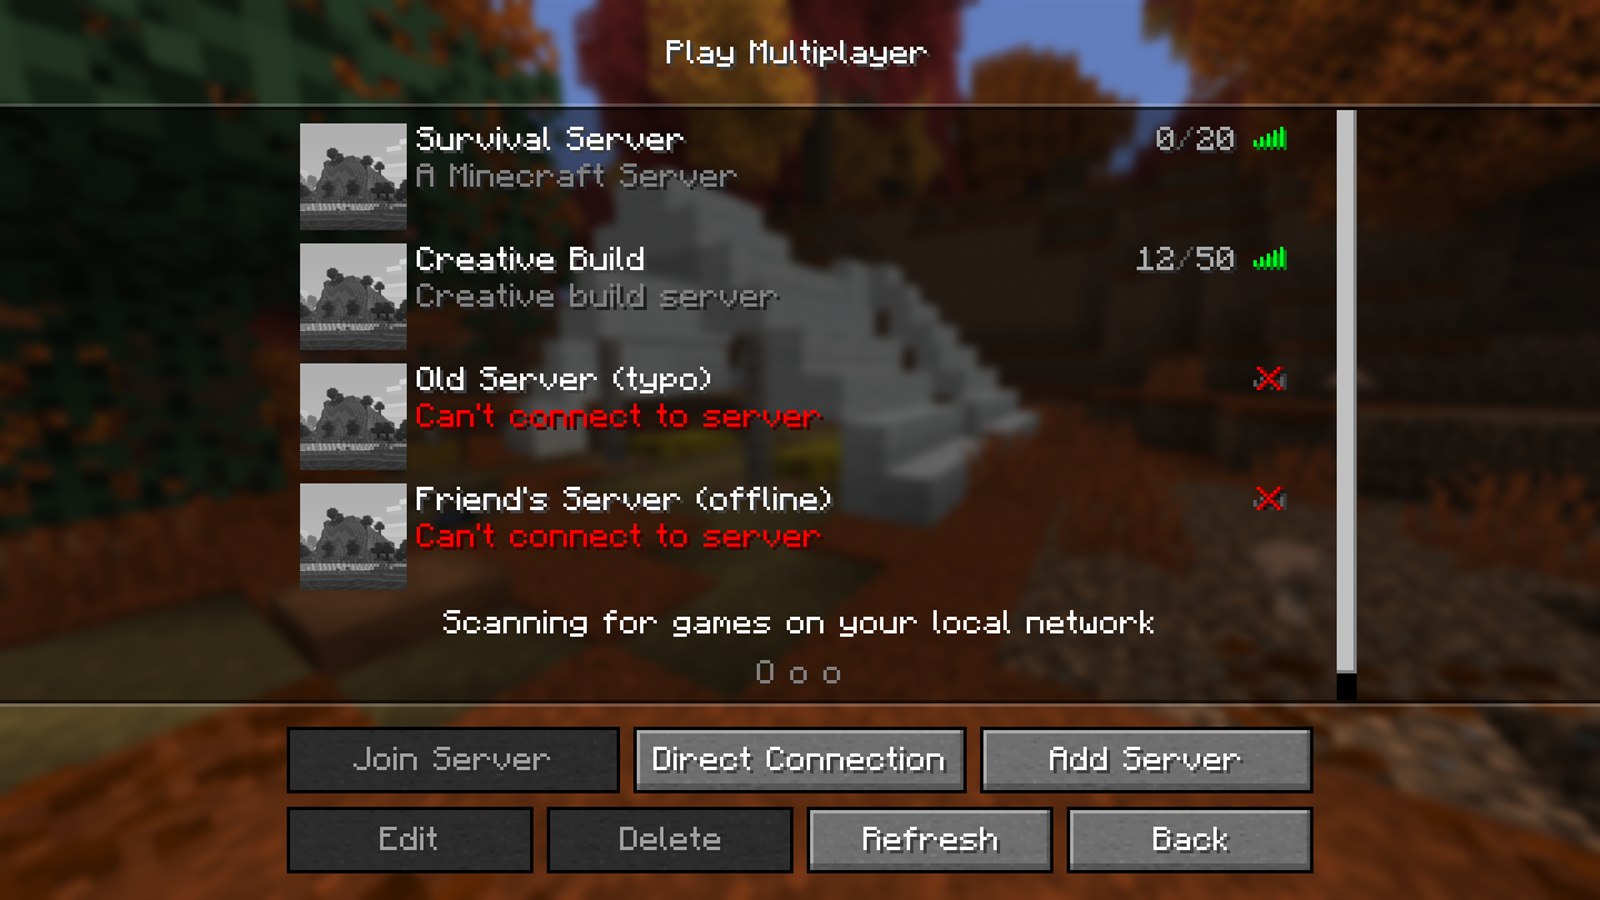 Play Multiplayer
Survival Server
0/20
A Minecraft Server
Creative Build
12/50
Creative build server
Old Server (typo)
Can't connect to server
Friend's Server (offline)
Can't connect to server
Scanning for games on your local network
O o o
Join Server
Direct Connection
Add Server
Edit
Delete
Refresh
Back